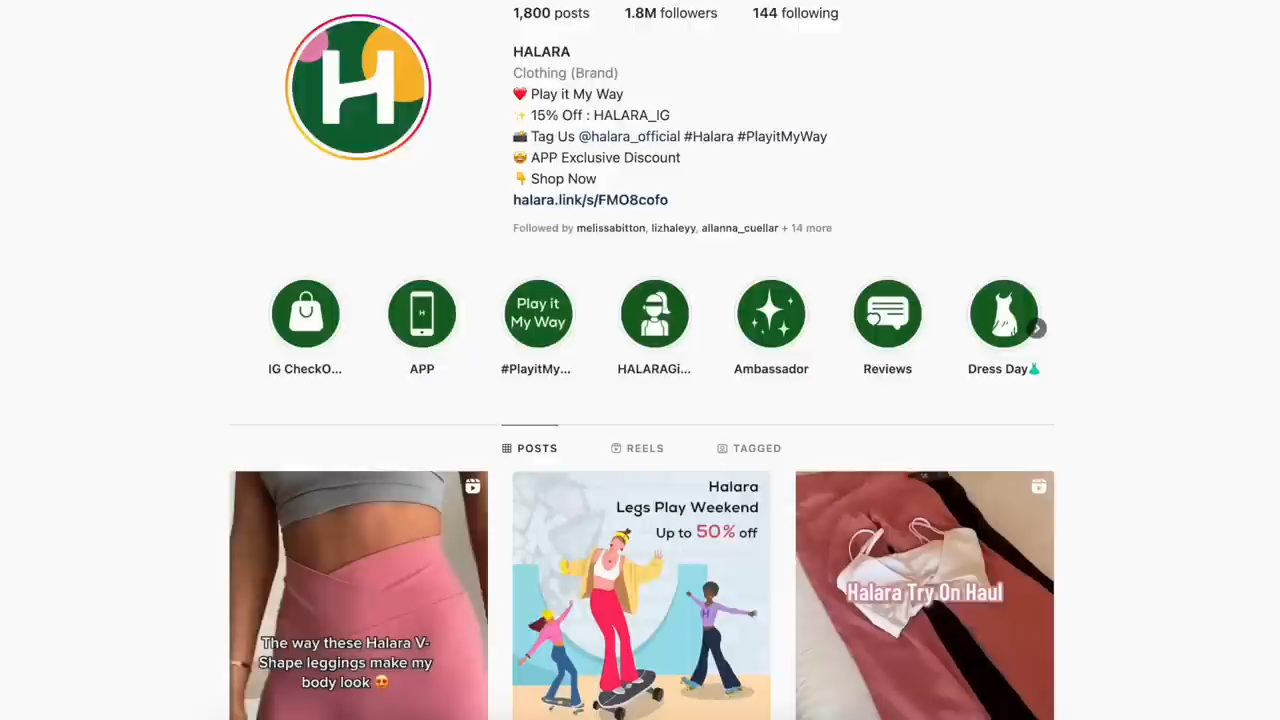 1,800 posts 1.8M followers 144 following
H
HALARA
Clothing (Brand)
❤️ Play it My Way
✨ 15% Off : HALARA_IG
📸 Tag Us @halara_official #Halara #PlayitMyWay
🤩 APP Exclusive Discount
👇 Shop Now
halara.link/s/FMO8cofo
Followed by melissabitton, lizhaleyy, allanna_cuellar + 14 more
H
Play it
My Way
IG CheckO... APP #PlayitMy... HALARAGi... Ambassador Reviews Dress Day👗
POSTS REELS TAGGED
The way these Halara V-
Shape leggings make my
body look 😍
Halara
Legs Play Weekend
Up to 50% off
H
Halara Try On Haul